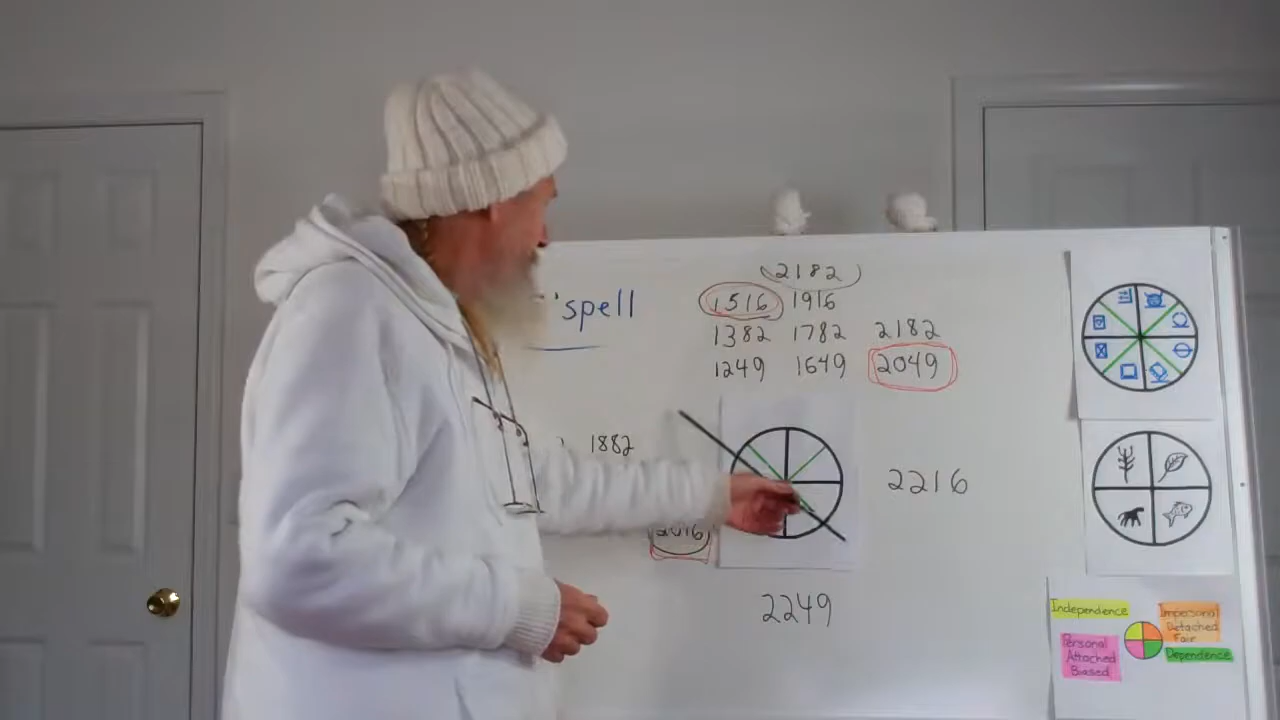 'spell
2182
1516 1916
1382 1782 2182
1249 1649 2049
1882
2216
2016
2249
Independence
Impersonal
Detached
Fair
Personal
Attached
Biased
Dependence